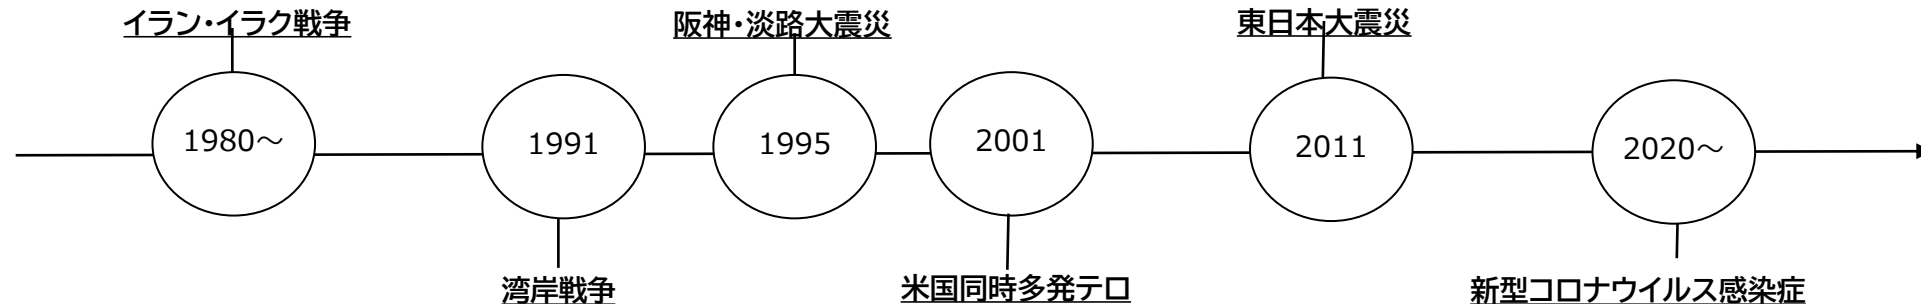 イラン・イラク戦争
阪神・淡路大震災
東日本大震災
1980～
1991
1995
2001
2011
2020～
湾岸戦争
米国同時多発テロ
新型コロナウイルス感染症